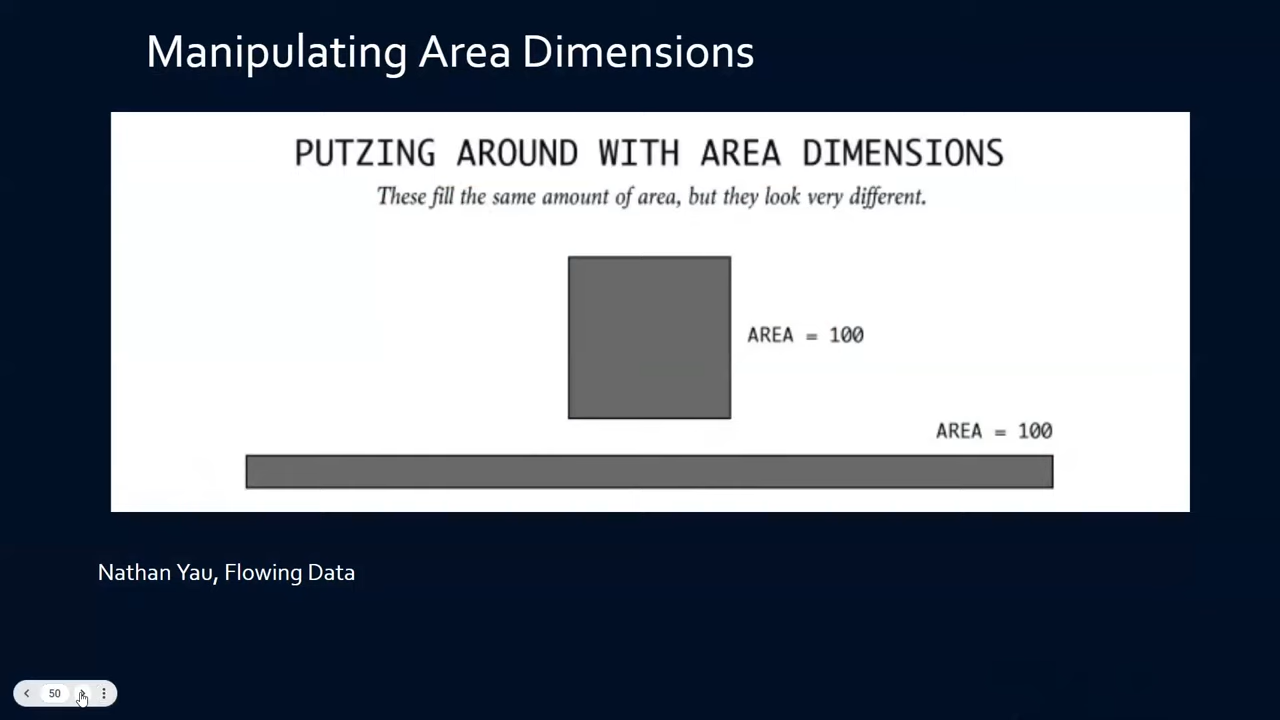 Manipulating Area Dimensions
PUTZING AROUND WITH AREA DIMENSIONS
These fill the same amount of area, but they look very different.
AREA = 100
AREA = 100
Nathan Yau, Flowing Data
50